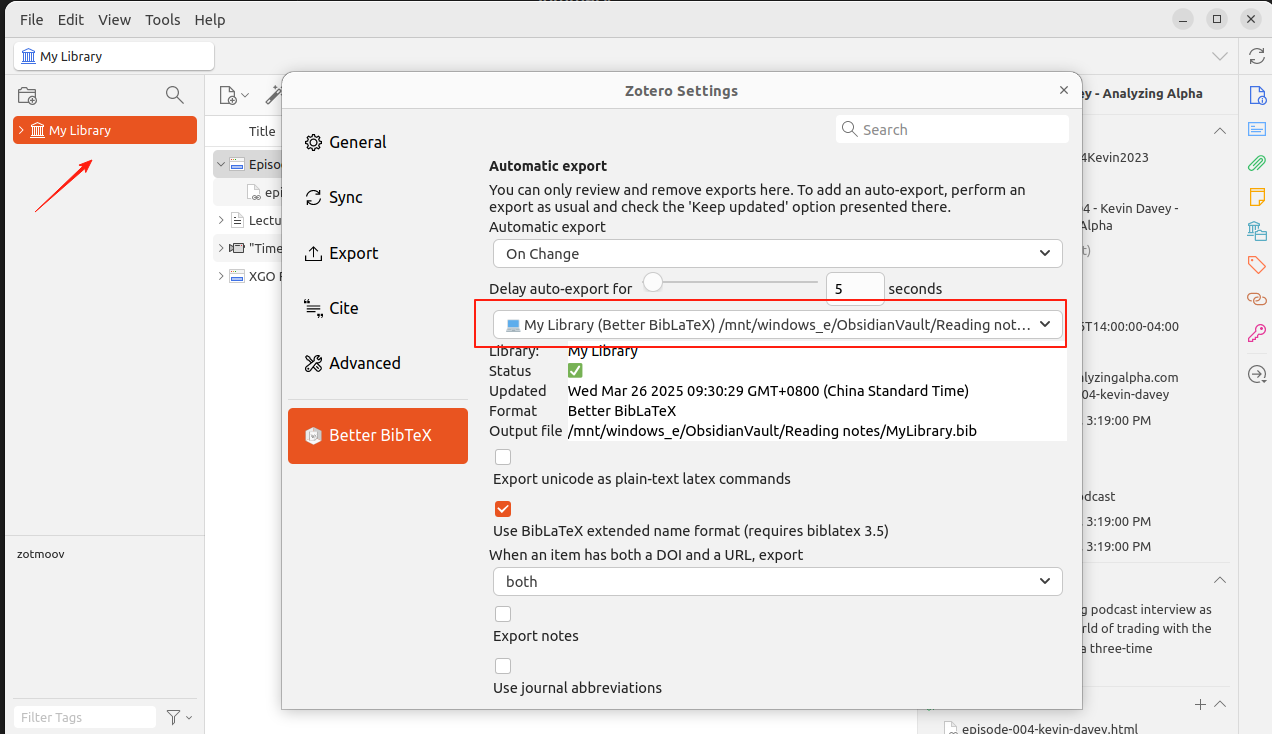 File Edit View Tools Help
My Library
My Library
Title
Episo
epi
Lectu
"Time
XGO F
zotmoov
Filter Tags
Zotero Settings
General
Sync
Export
Cite
Advanced
Better BibTeX
Search
Automatic export
You can only review and remove exports here. To add an auto-export, perform an
export as usual and check the 'Keep updated' option presented there.
Automatic export
On Change
Delay auto-export for 5 seconds
My Library (Better BibLaTeX) /mnt/windows_e/ObsidianVault/Reading not...
Library: My Library
Status
Updated Wed Mar 26 2025 09:30:29 GMT+0800 (China Standard Time)
Format Better BibLaTeX
Output file /mnt/windows_e/ObsidianVault/Reading notes/MyLibrary.bib
Export unicode as plain-text latex commands
Use BibLaTeX extended name format (requires biblatex 3.5)
When an item has both a DOI and a URL, export
both
Export notes
Use journal abbreviations
ey - Analyzing Alpha
4Kevin2023
4 - Kevin Davey -
Alpha
t)
5T14:00:00-04:00
alyzingalpha.com
004-kevin-davey
3:19:00 PM
dcast
3:19:00 PM
3:19:00 PM
g podcast interview as
rld of trading with the
a three-time
episode-004-kevin-davey.html